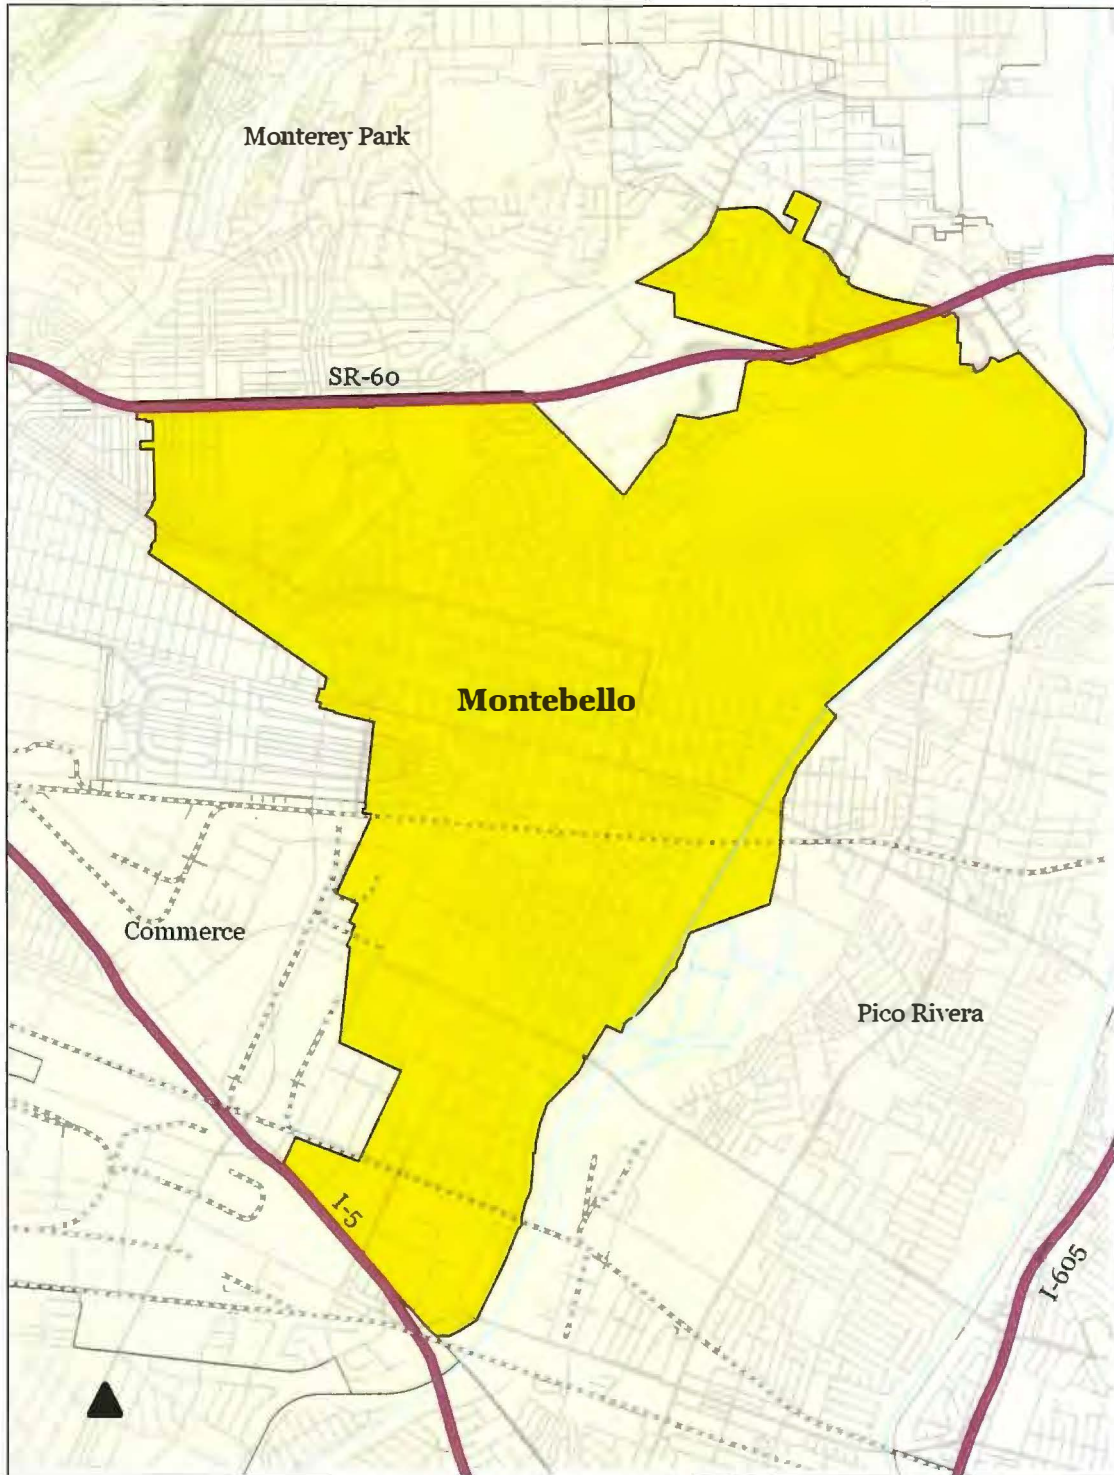 Monterey Park
SR-60
Montebello
Commerce
Pico Rivera
I-5
I-605